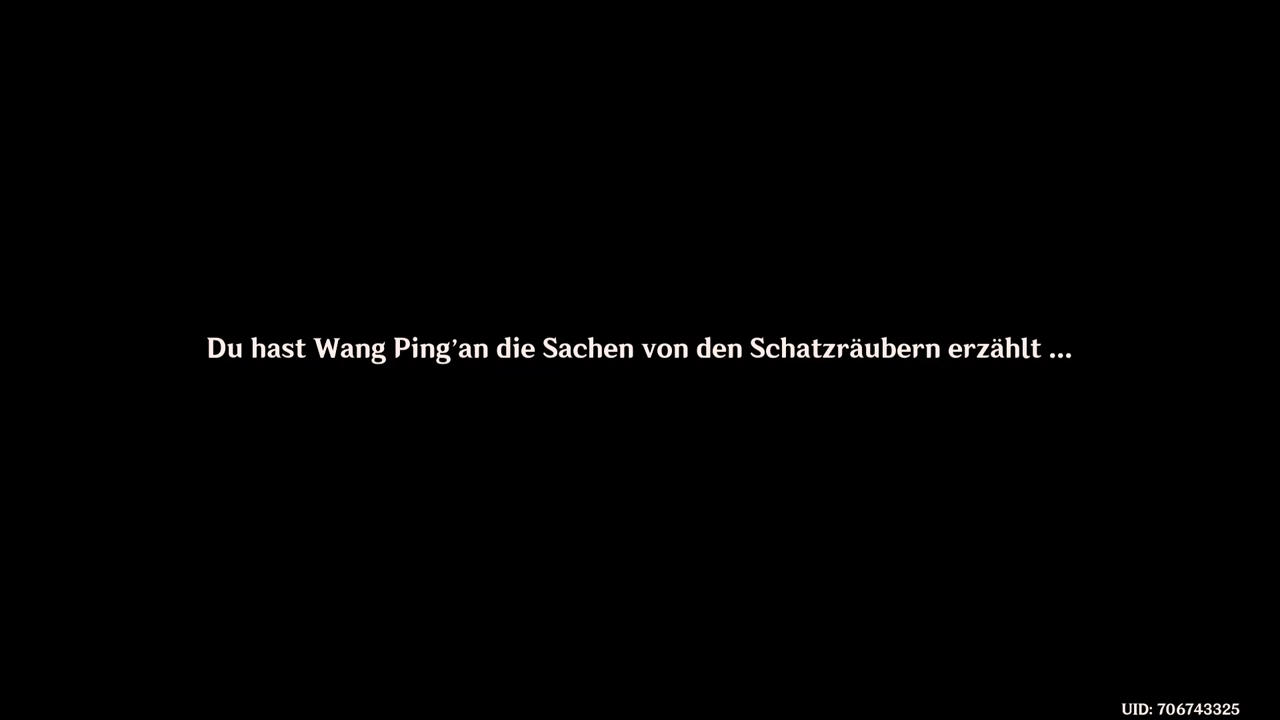 Du hast Wang Ping’an die Sachen von den Schatzräubern erzählt ...
UID: 706743325